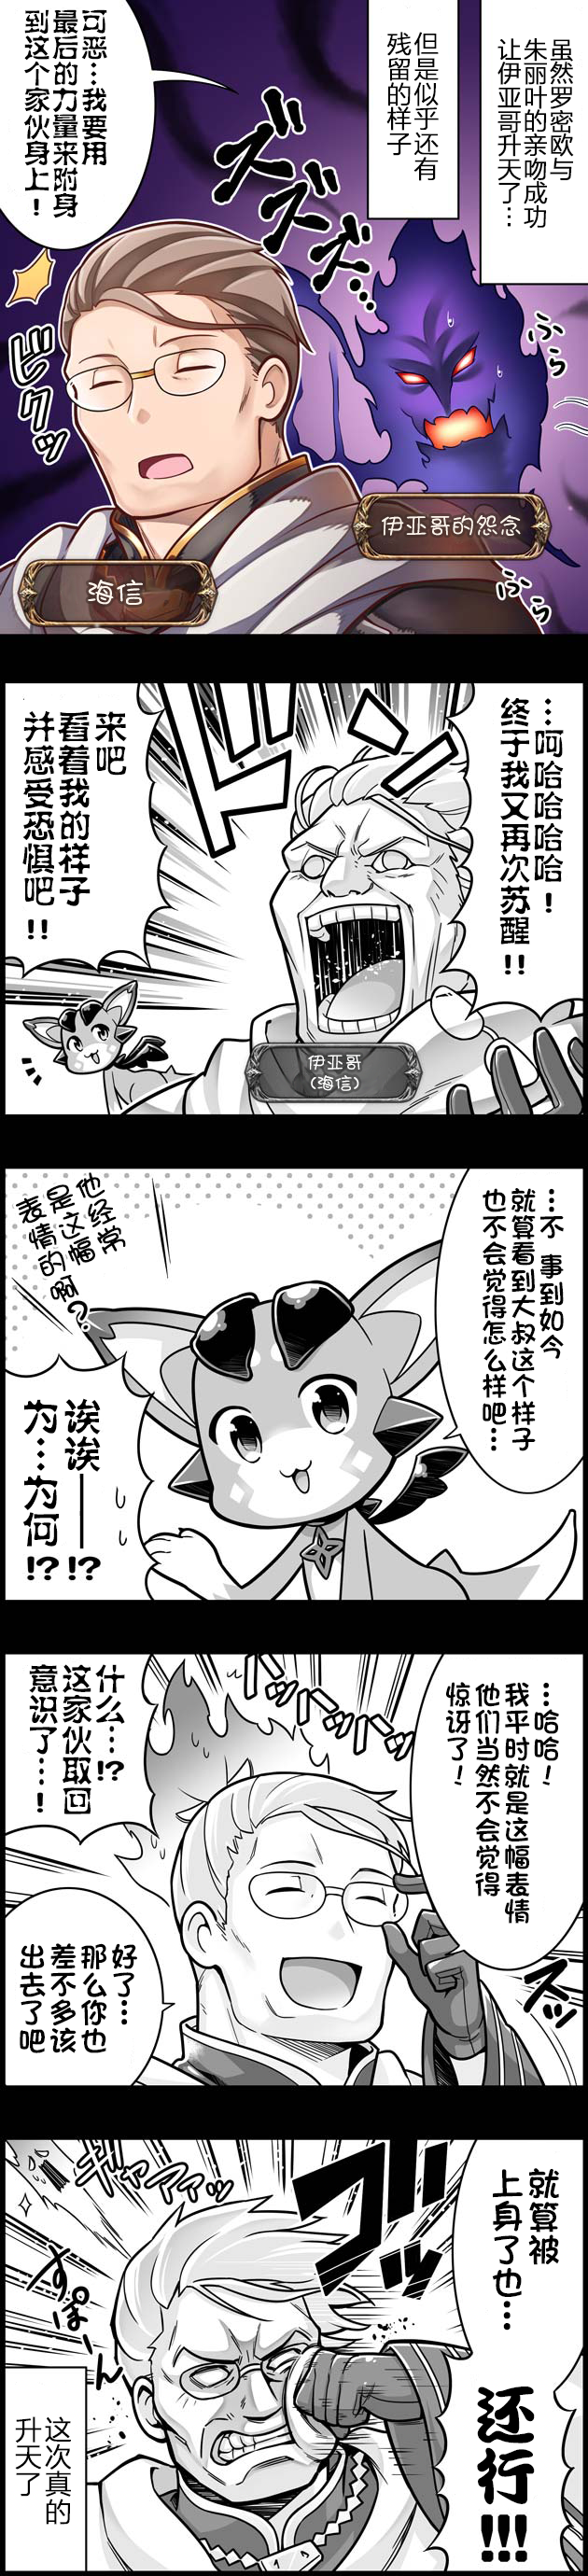 虽然罗密欧与
朱丽叶的亲吻成功
让伊亚哥升天了…
但是似乎还有
残留的样子
可恶…我要用
最后的力量来附身
到这个家伙身上！
ズズズ…
ふら
ビクッ
伊亚哥的怨念
海信
ふら
…呵哈哈哈哈！
终于我又再次苏醒!!
ドン
来吧
看着我的样子
并感受恐惧吧!!
伊亚哥
(海信)
…不 事到如今
就算看到大叔这个样子
也不会觉得怎么样吧…
他经常
是这幅
表情的啊?
诶诶——!?
为…为何!?
…哈哈！
我平时就是这幅表情
他们当然不会觉得
惊讶了！
什么…!?
这家伙取回
意识了…！
スッ
好了…
那么你也
差不多该
出去了吧
就算被
上身了也…
还行!!!
ギャアアァッ
すぽーん
这次真的
升天了